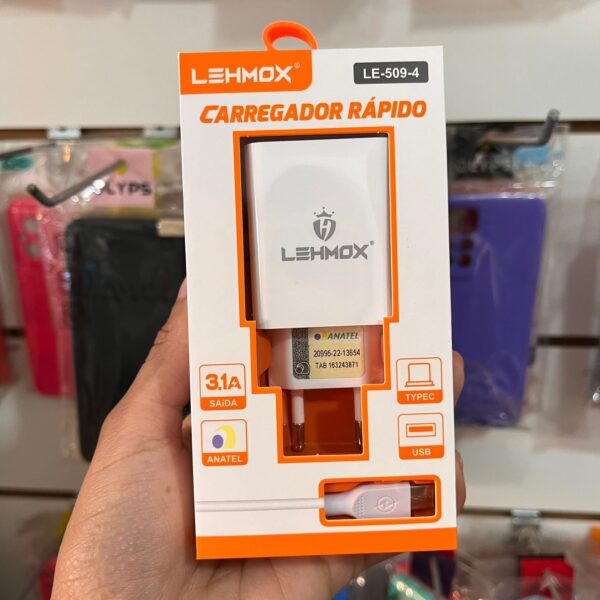 LEHMOX®
LE-509-4
CARREGADOR RÁPIDO
LEHMOX®
ANATEL
20995-22-13654
TAB 163243871
3.1A
SAÍDA
TYPEC
ANATEL
USB